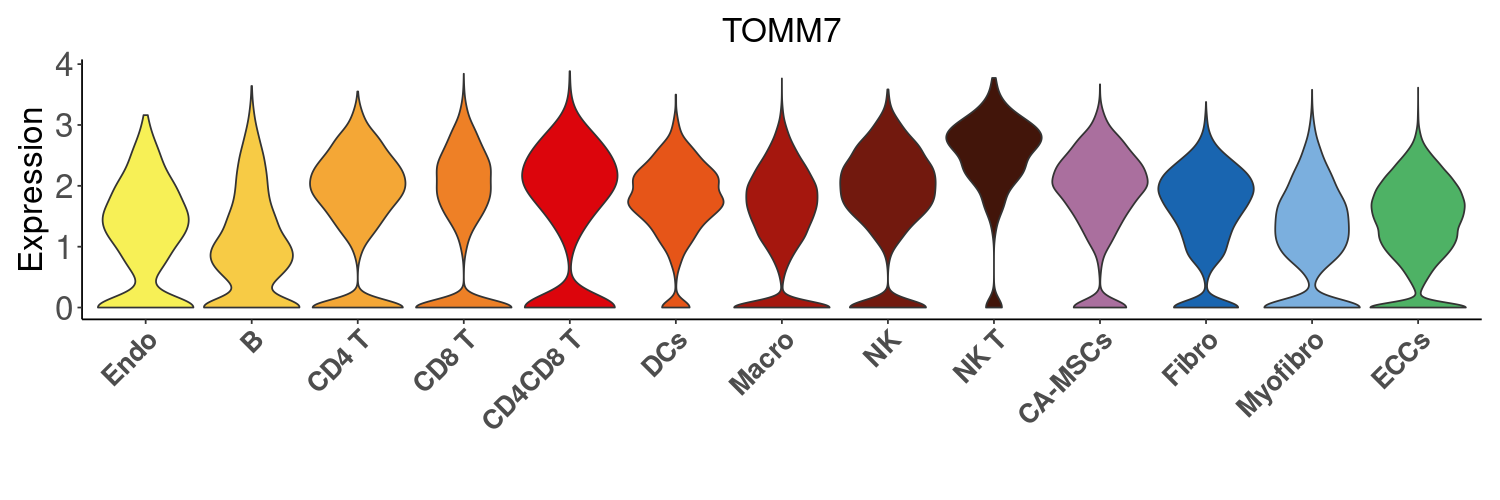 TOMM7
Expression
4
3
2
1
0
Endo
B
CD4 T
CD8 T
CD4CD8 T
DCs
Macro
NK
NK T
CA-MSCs
Fibro
Myofibro
ECCs